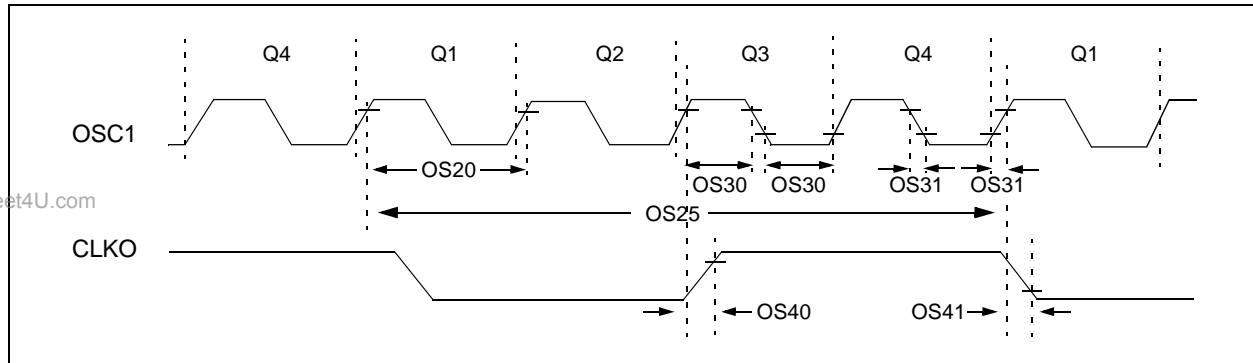 Q4 Q1 Q2 Q3 Q4 Q1
OSC1
OS20 OS30 OS30 OS31 OS31
eet4U.com
OS25
CLKO
OS40 OS41